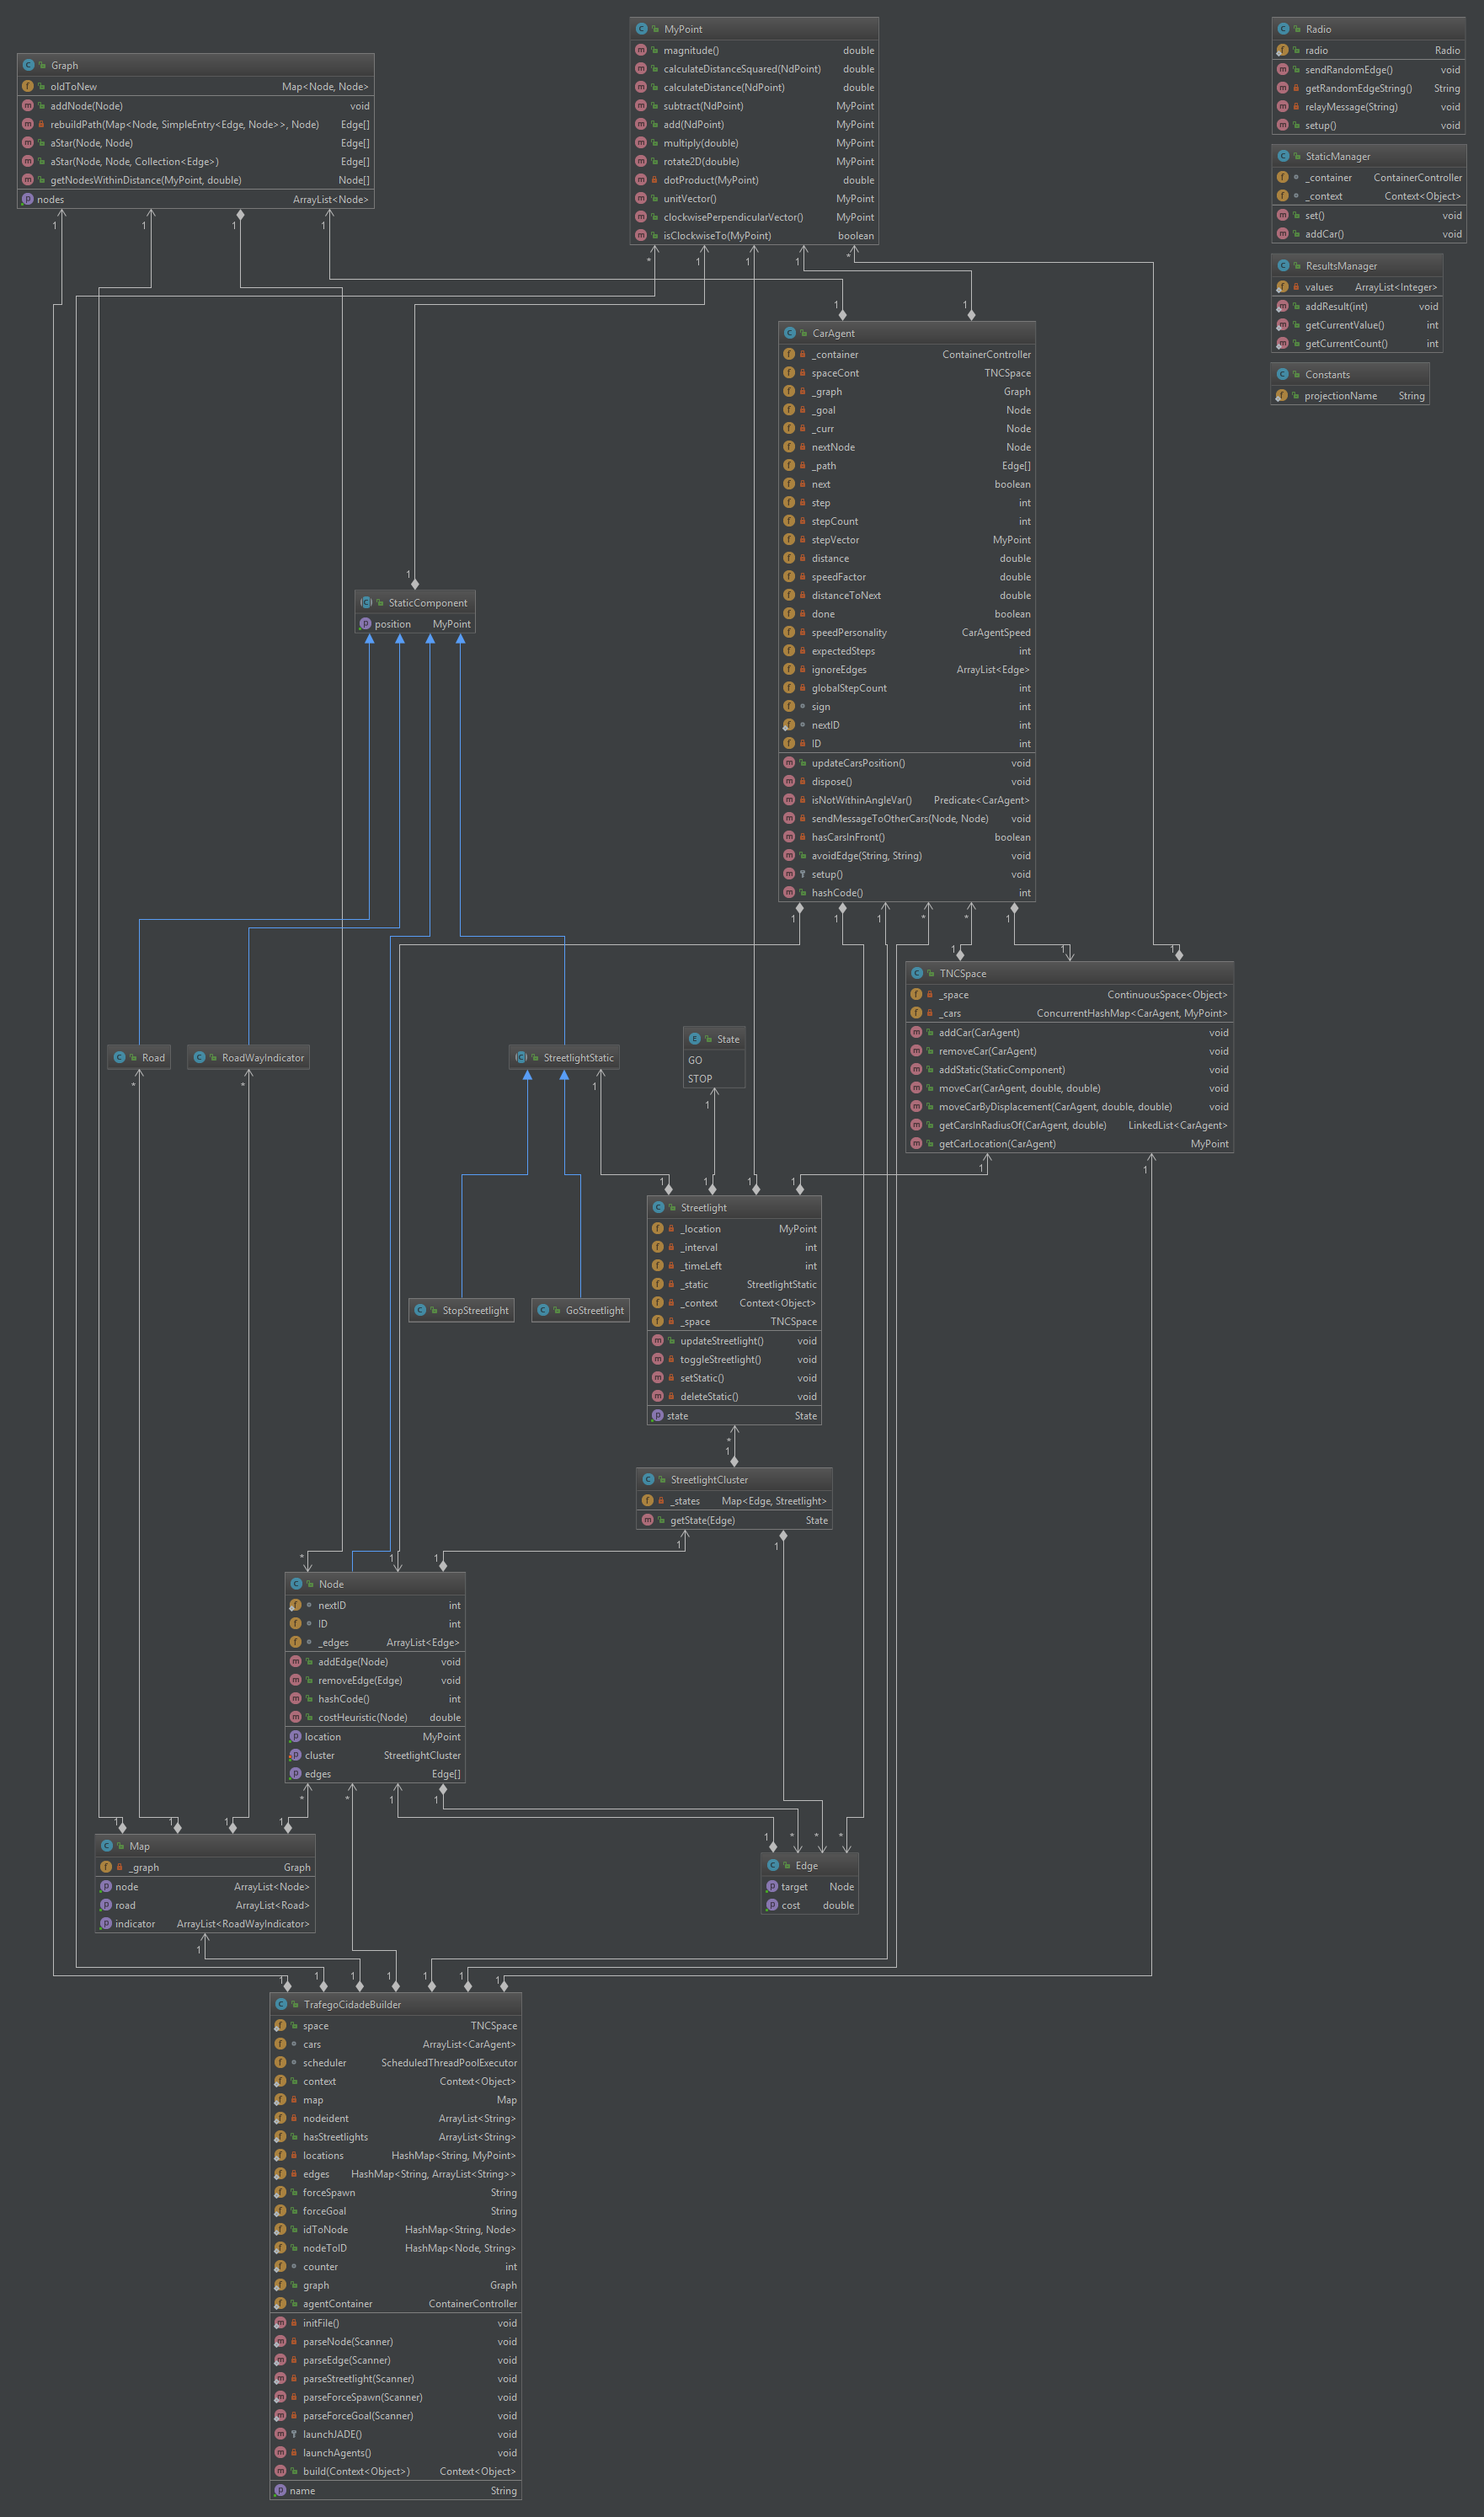 Graph
oldToNew Map<Node, Node>
addNode(Node) void
rebuildPath(Map<Node, SimpleEntry<Edge, Node>>, Node) Edge[]
aStar(Node, Node) Edge[]
aStar(Node, Node, Collection<Edge>) Edge[]
getNodesWithinDistance(MyPoint, double) Node[]
nodes ArrayList<Node>
MyPoint
magnitude() double
calculateDistanceSquared(NdPoint) double
calculateDistance(NdPoint) double
subtract(NdPoint) MyPoint
add(NdPoint) MyPoint
multiply(double) MyPoint
rotate2D(double) MyPoint
dotProduct(MyPoint) double
unitVector() MyPoint
clockwisePerpendicularVector() MyPoint
isClockwiseTo(MyPoint) boolean
Radio
radio Radio
sendRandomEdge() void
getRandomEdgeString() String
relayMessage(String) void
setup() void
StaticManager
_container ContainerController
_context Context<Object>
set() void
addCar() void
ResultsManager
values ArrayList<Integer>
addResult(int) void
getCurrentValue() int
getCurrentCount() int
Constants
projectionName String
CarAgent
_container ContainerController
spaceCont TNCSpace
_graph Graph
_goal Node
_curr Node
nextNode Node
_path Edge[]
next boolean
step int
stepCount int
stepVector MyPoint
distance double
speedFactor double
distanceToNext double
done boolean
speedPersonality CarAgentSpeed
expectedSteps int
ignoreEdges ArrayList<Edge>
globalStepCount int
sign int
nextID int
ID int
updateCarsPosition() void
dispose() void
isNotWithinAngleVar() Predicate<CarAgent>
sendMessageToOtherCars(Node, Node) void
hasCarsInFront() boolean
avoidEdge(String, String) void
setup() void
hashCode() int
StaticComponent
position MyPoint
TNCSpace
_space ContinuousSpace<Object>
_cars ConcurrentHashMap<CarAgent, MyPoint>
addCar(CarAgent) void
removeCar(CarAgent) void
addStatic(StaticComponent) void
moveCar(CarAgent, double, double) void
moveCarByDisplacement(CarAgent, double, double) void
getCarsInRadiusOf(CarAgent, double) LinkedList<CarAgent>
getCarLocation(CarAgent) MyPoint
Road
RoadWayIndicator
StreetlightStatic
State
GO
STOP
Streetlight
_location MyPoint
_interval int
_timeLeft int
_static StreetlightStatic
_context Context<Object>
_space TNCSpace
updateStreetlight() void
toggleStreetlight() void
setStatic() void
deleteStatic() void
state State
StopStreetlight
GoStreetlight
StreetlightCluster
_states Map<Edge, Streetlight>
getState(Edge) State
Node
nextID int
ID int
_edges ArrayList<Edge>
addEdge(Node) void
removeEdge(Edge) void
hashCode() int
costHeuristic(Node) double
location MyPoint
cluster StreetlightCluster
edges Edge[]
Map
_graph Graph
node ArrayList<Node>
road ArrayList<Road>
indicator ArrayList<RoadWayIndicator>
Edge
target Node
cost double
TrafegoCidadeBuilder
space TNCSpace
cars ArrayList<CarAgent>
scheduler ScheduledThreadPoolExecutor
context Context<Object>
map Map
nodeident ArrayList<String>
hasStreetlights ArrayList<String>
locations HashMap<String, MyPoint>
edges HashMap<String, ArrayList<String>>
forceSpawn String
forceGoal String
idToNode HashMap<String, Node>
nodeToID HashMap<Node, String>
counter int
graph Graph
agentContainer ContainerController
initFile() void
parseNode(Scanner) void
parseEdge(Scanner) void
parseStreetlight(Scanner) void
parseForceSpawn(Scanner) void
parseForceGoal(Scanner) void
launchJADE() void
launchAgents() void
build(Context<Object>) Context<Object>
name String